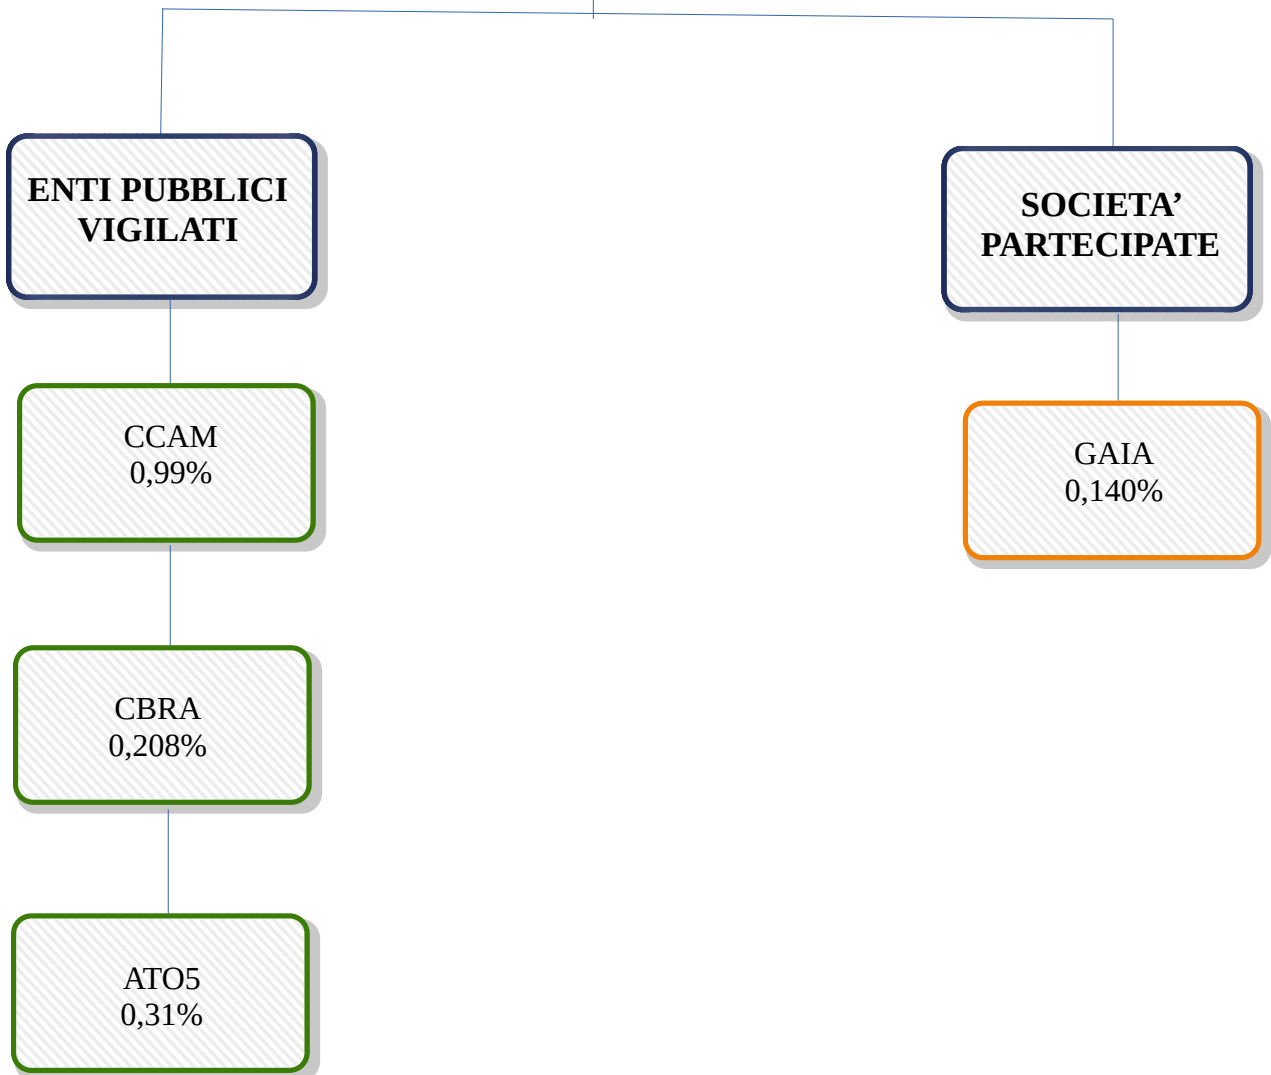 ENTI PUBBLICI
VIGILATI
CCAM
0,99%
CBRA
0,208%
ATO5
0,31%
SOCIETA’
PARTECIPATE
GAIA
0,140%